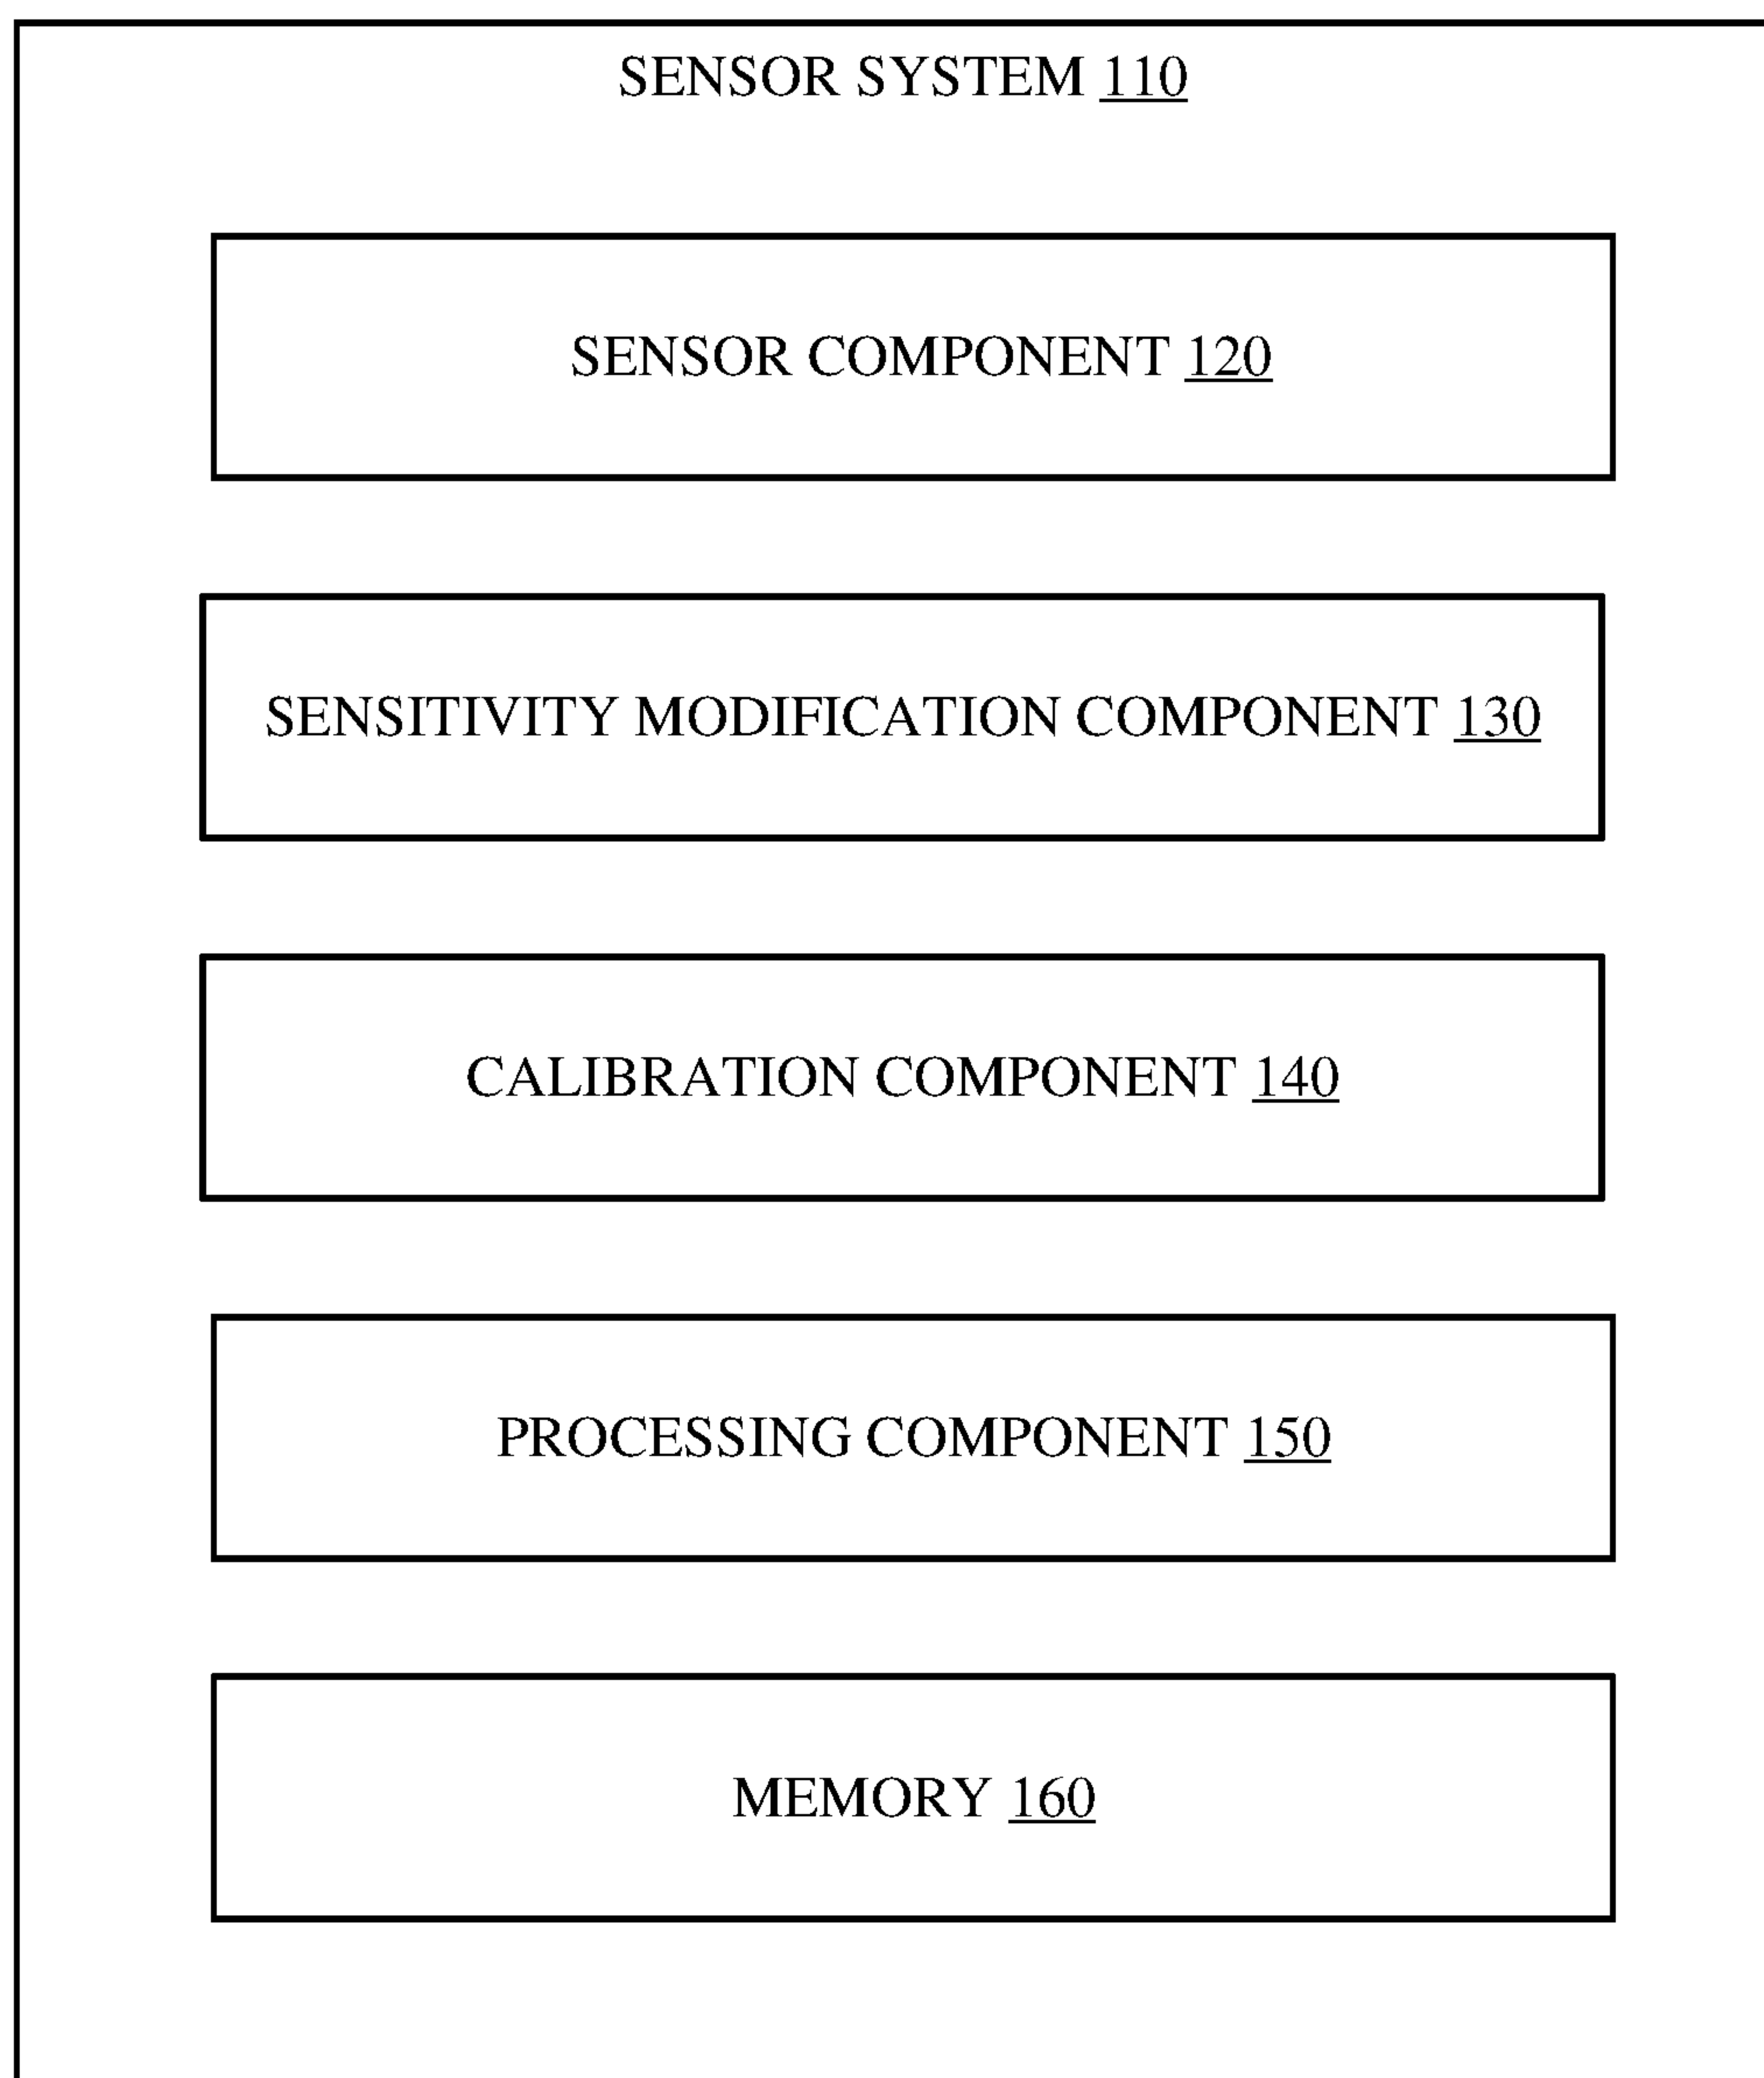 SENSOR SYSTEM 110
SENSOR COMPONENT 120
SENSITIVITY MODIFICATION COMPONENT 130
CALIBRATION COMPONENT 140
PROCESSING COMPONENT 150
MEMORY 160